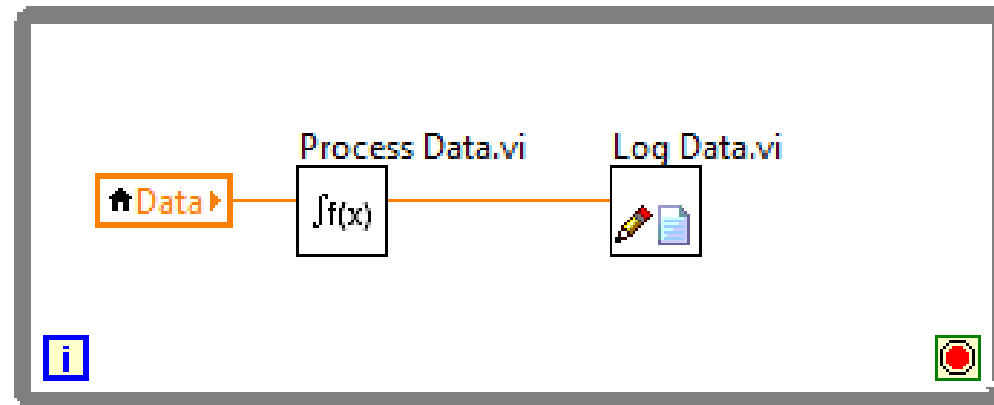 Process Data.vi
Log Data.vi
Data
∫f(x)
i